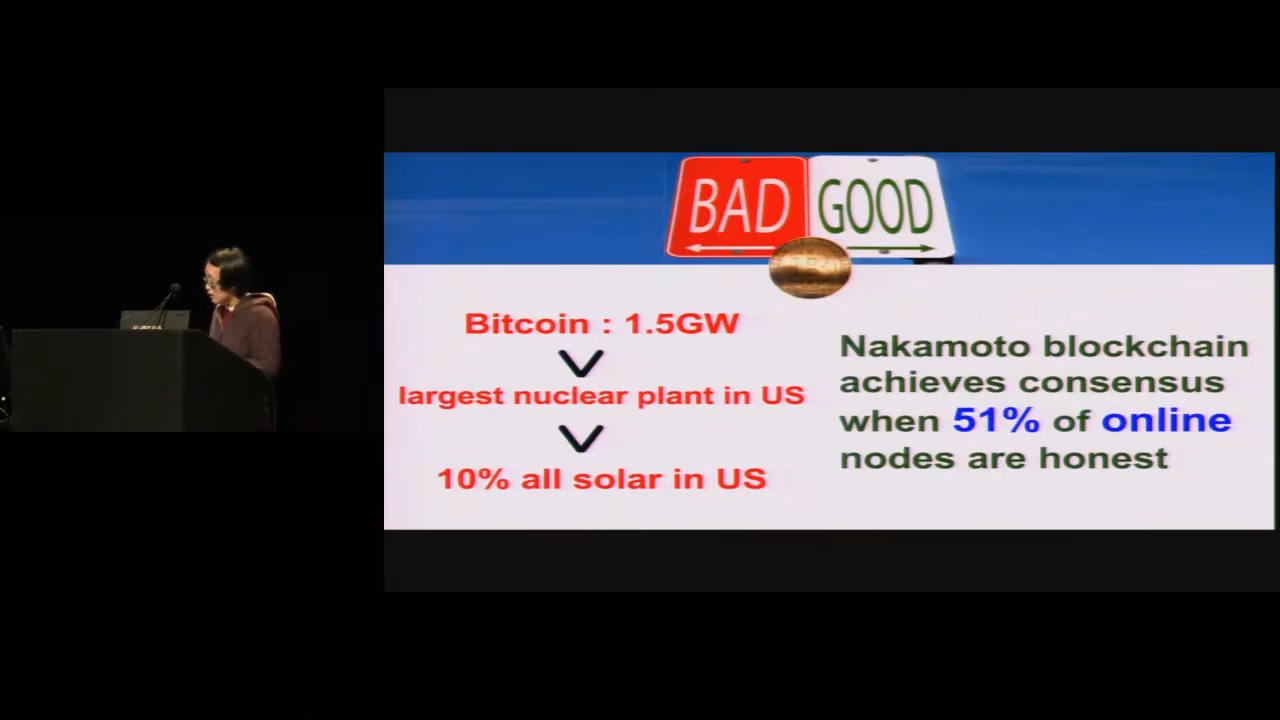 BAD GOOD
Bitcoin : 1.5GW
largest nuclear plant in US
10% all solar in US
Nakamoto blockchain
achieves consensus
when 51% of online
nodes are honest